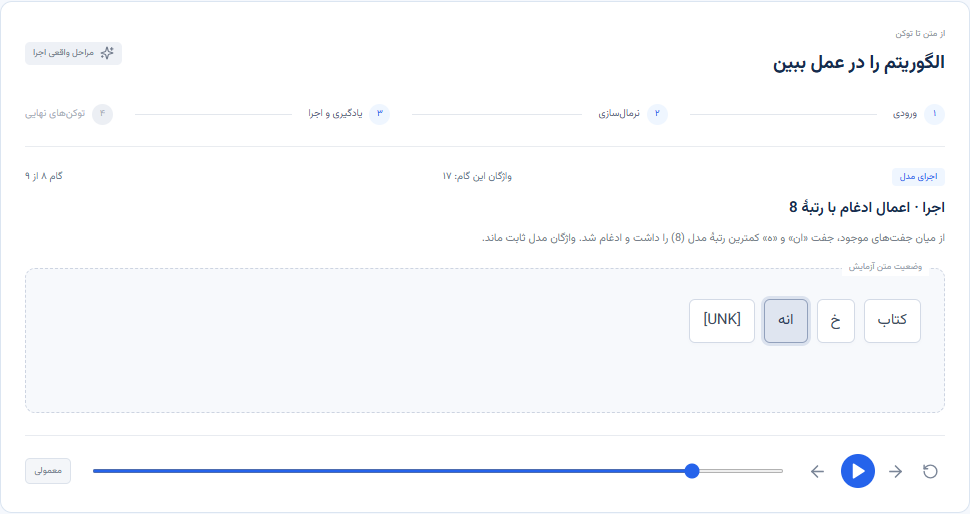 از متن تا توکن
الگوریتم را در عمل ببین
مراحل واقعی اجرا
۱ ورودی
۲ نرمال‌سازی
۳ یادگیری و اجرا
۴ توکن‌های نهایی
اجرای مدل
واژگان این گام: ۱۷
گام ۸ از ۹
اجرا · اعمال ادغام با رتبهٔ 8
از میان جفت‌های موجود، جفت «ان» و «ه» کمترین رتبهٔ مدل (8) را داشت و ادغام شد. واژگان مدل ثابت ماند.
وضعیت متن آزمایش
کتاب خ انه [UNK]
معمولی